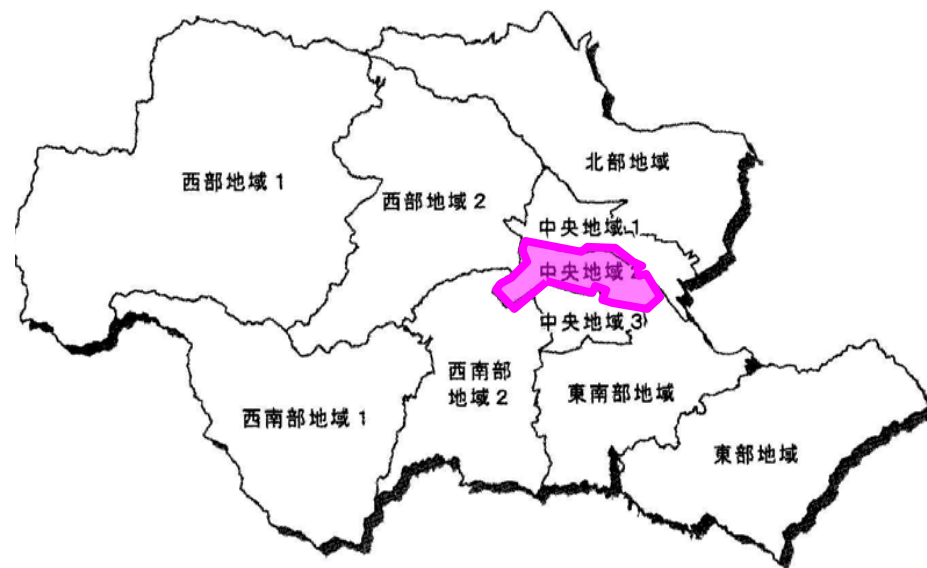 北部地域
西部地域1
西部地域2
中央地域1
中央地域2
中央地域3
西南部
地域2
東南部地域
西南部地域1
東部地域